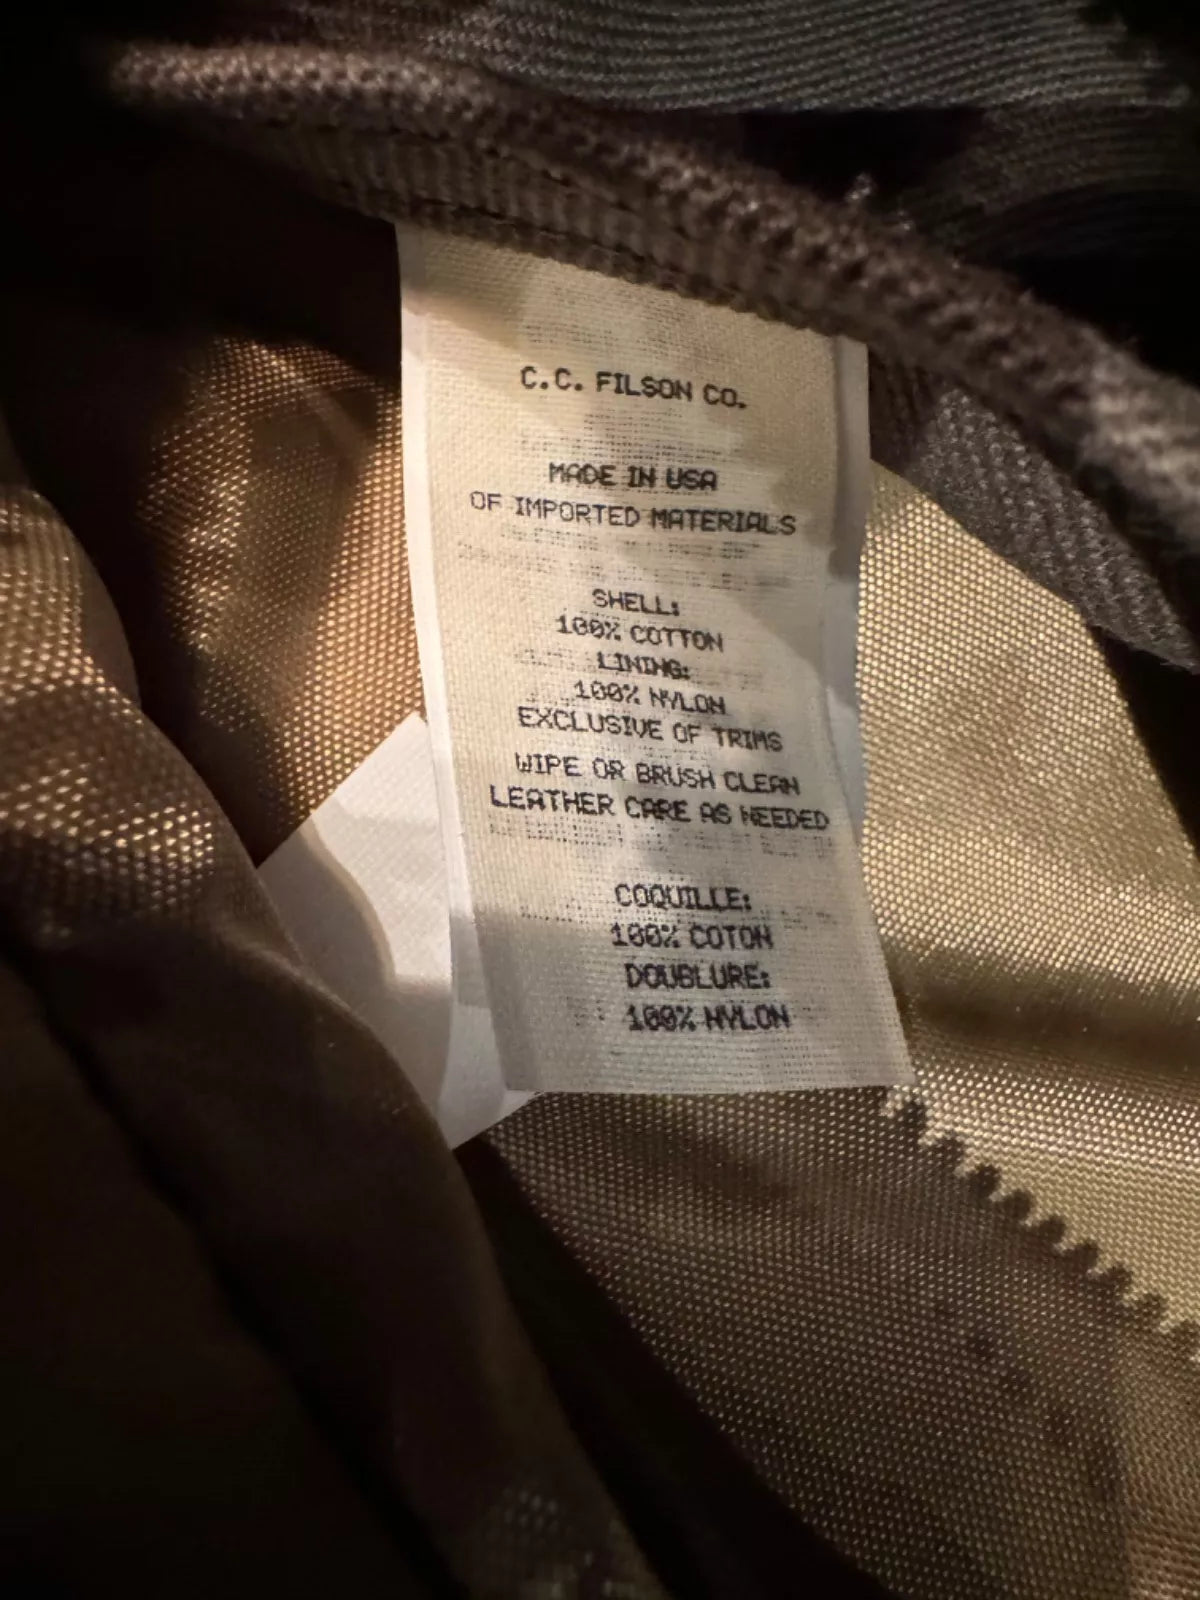 C.C. FILSON CO.
MADE IN USA
OF IMPORTED MATERIALS
SHELL:
100% COTTON
LINING:
100% NYLON
EXCLUSIVE OF TRIMS
WIPE OR BRUSH CLEAN
LEATHER CARE AS NEEDED
COQUILLE:
100% COTON
DOUBLURE:
100% NYLON